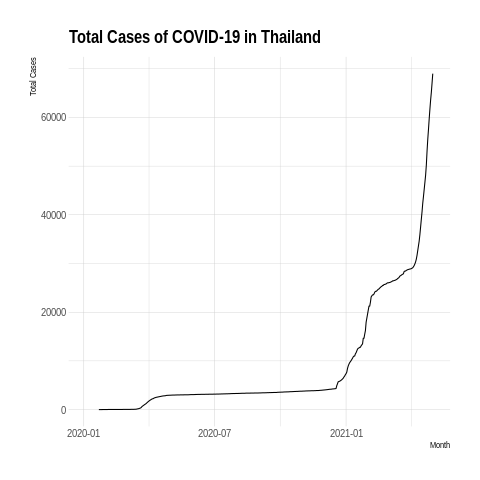 Total Cases of COVID-19 in Thailand
Total Cases
60000
40000
20000
0
2020-01 2020-07 2021-01
Month